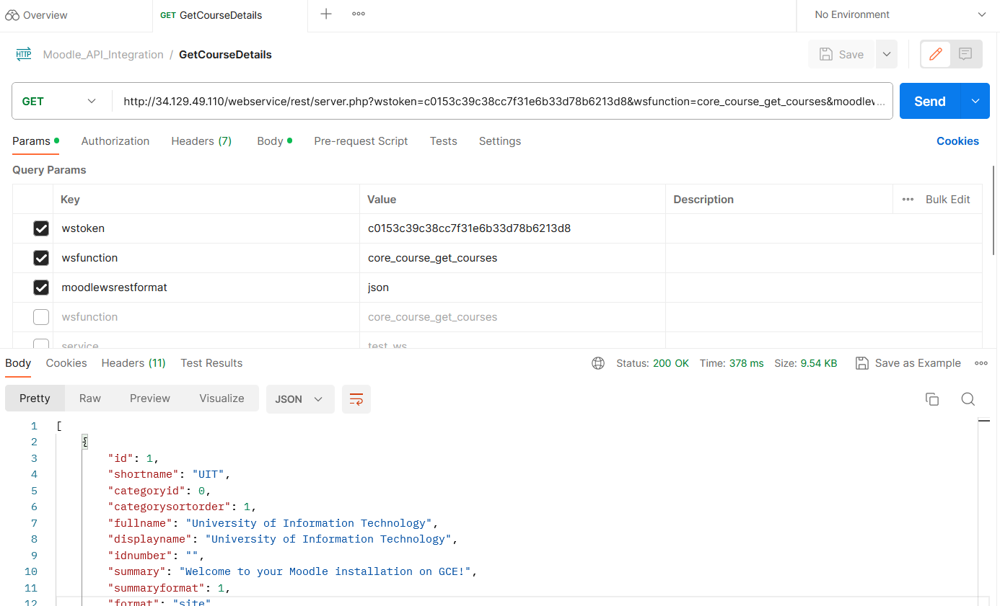 Overview
GET GetCourseDetails
No Environment
HTTP Moodle_API_Integration / GetCourseDetails
Save
GET http://34.129.49.110/webservice/rest/server.php?wstoken=c0153c39c38cc7f31e6b33d78b6213d8&wsfunction=core_course_get_courses&moodlew... Send
Params Authorization Headers (7) Body Pre-request Script Tests Settings Cookies
Query Params
Key Value Description Bulk Edit
wstoken c0153c39c38cc7f31e6b33d78b6213d8
wsfunction core_course_get_courses
moodlewsrestformat json
wsfunction core_course_get_courses
service test_ws
Body Cookies Headers (11) Test Results Status: 200 OK Time: 378 ms Size: 9.54 KB Save as Example
Pretty Raw Preview Visualize JSON
1 [
2 {
3 "id": 1,
4 "shortname": "UIT",
5 "categoryid": 0,
6 "categorysortorder": 1,
7 "fullname": "University of Information Technology",
8 "displayname": "University of Information Technology",
9 "idnumber": "",
10 "summary": "Welcome to your Moodle installation on GCE!",
11 "summaryformat": 1,
12 "format": "site"